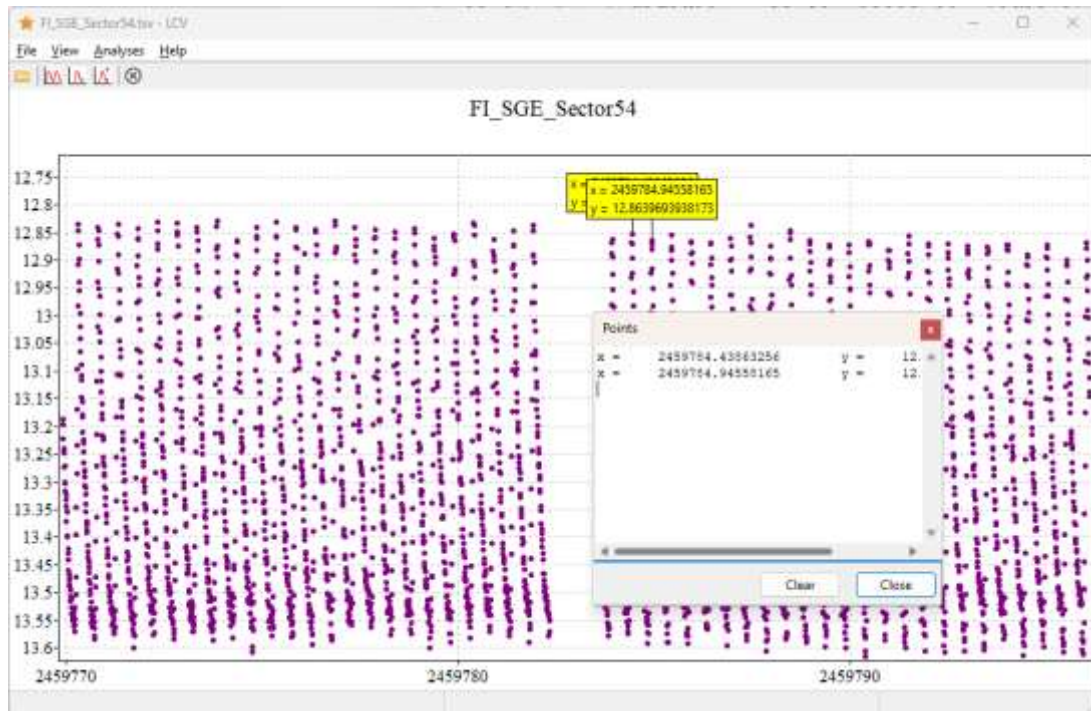 FI_SGE_Sector54.tsv - LCV
File View Analyses Help
FI_SGE_Sector54
12.75
12.8
12.85
12.9
12.95
13
13.05
13.1
13.15
13.2
13.25
13.3
13.35
13.4
13.45
13.5
13.55
13.6
x =
y =
x = 2459784.94558165
y = 12.8639693938173
Points
x = 2459784.43863256 y = 12.
x = 2459784.94558165 y = 12.
Clear Close
2459770 2459780 2459790